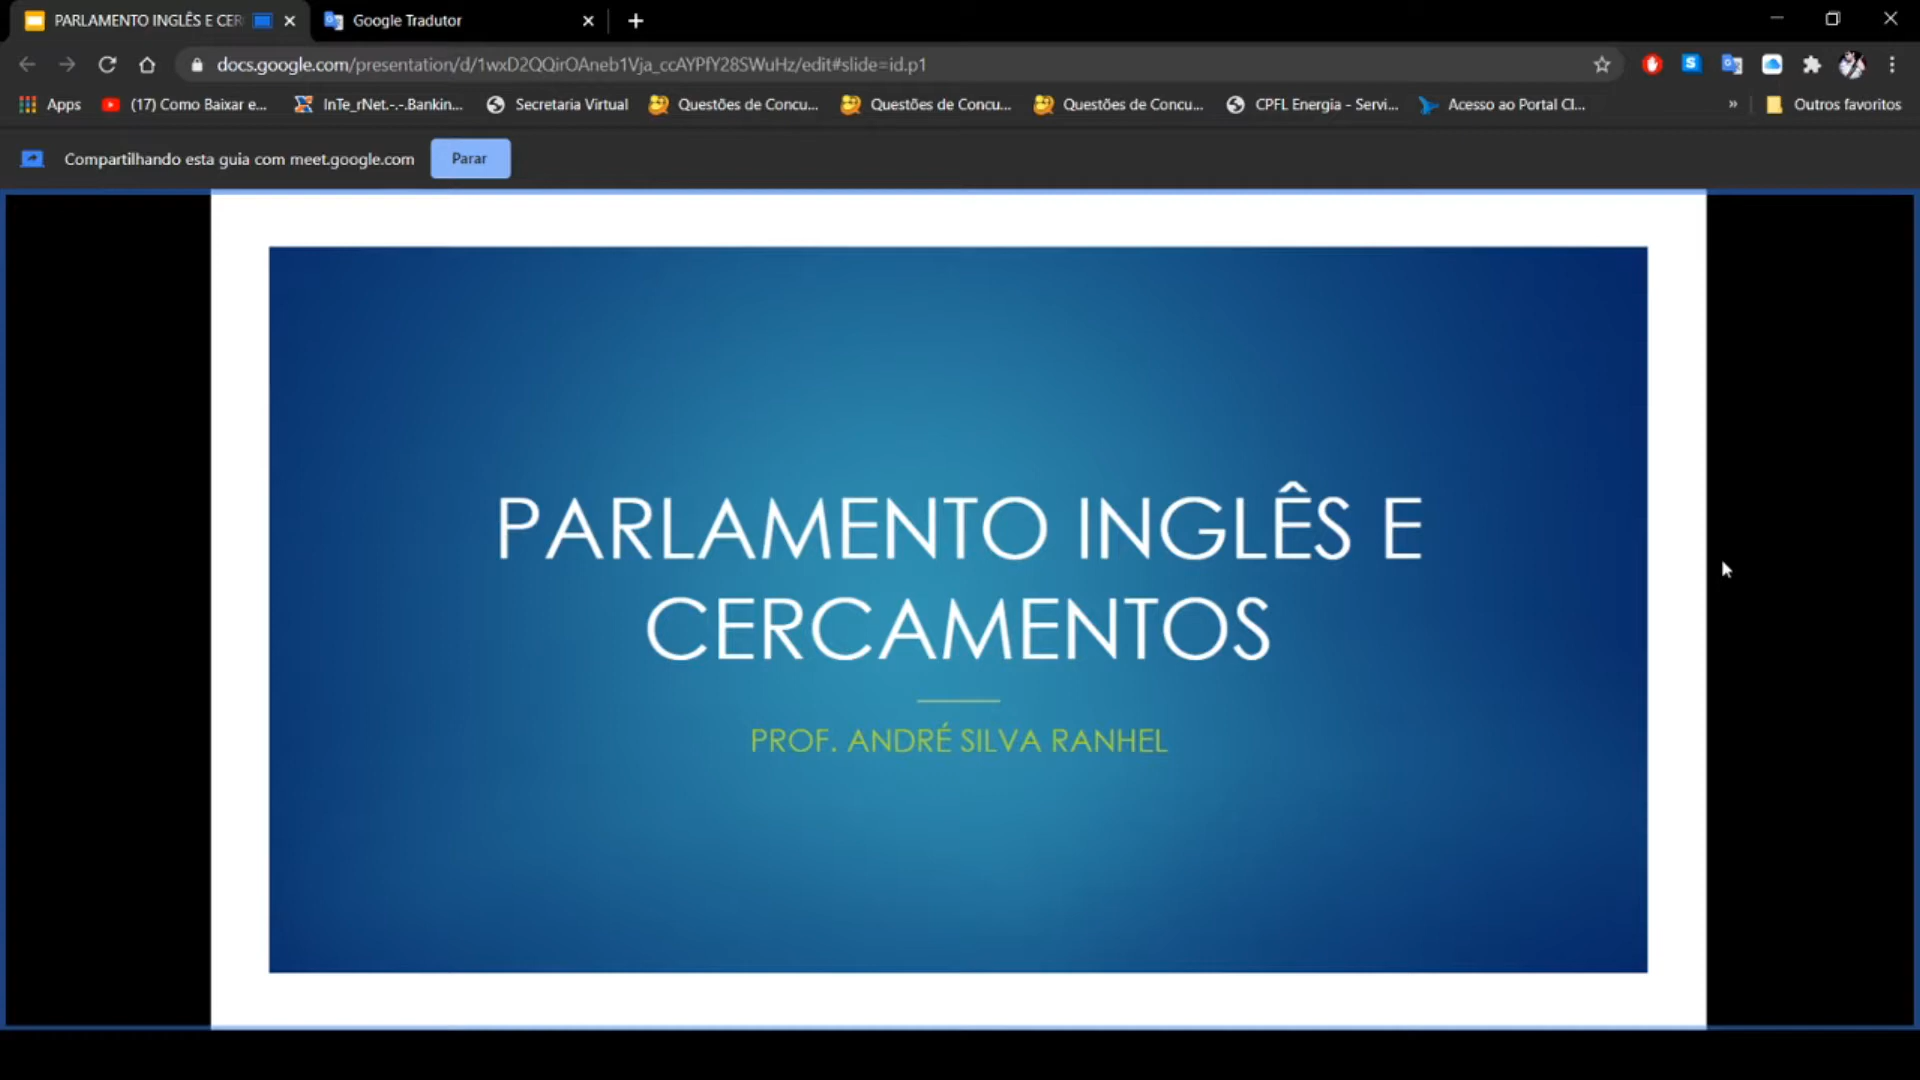 PARLAMENTO INGLÊS E CER
Google Tradutor
docs.google.com/presentation/d/1wxD2QQirOAneb1Vja_ccAYPfY28SWuHz/edit#slide=id.p1
Apps
(17) Como Baixar e...
InTe_rNet.-.-.Bankin...
Secretaria Virtual
Questões de Concu...
Questões de Concu...
Questões de Concu...
CPFL Energia - Servi...
Acesso ao Portal Cl...
Outros favoritos
Compartilhando esta guia com meet.google.com
Parar
PARLAMENTO INGLÊS E
CERCAMENTOS
PROF. ANDRÉ SILVA RANHEL